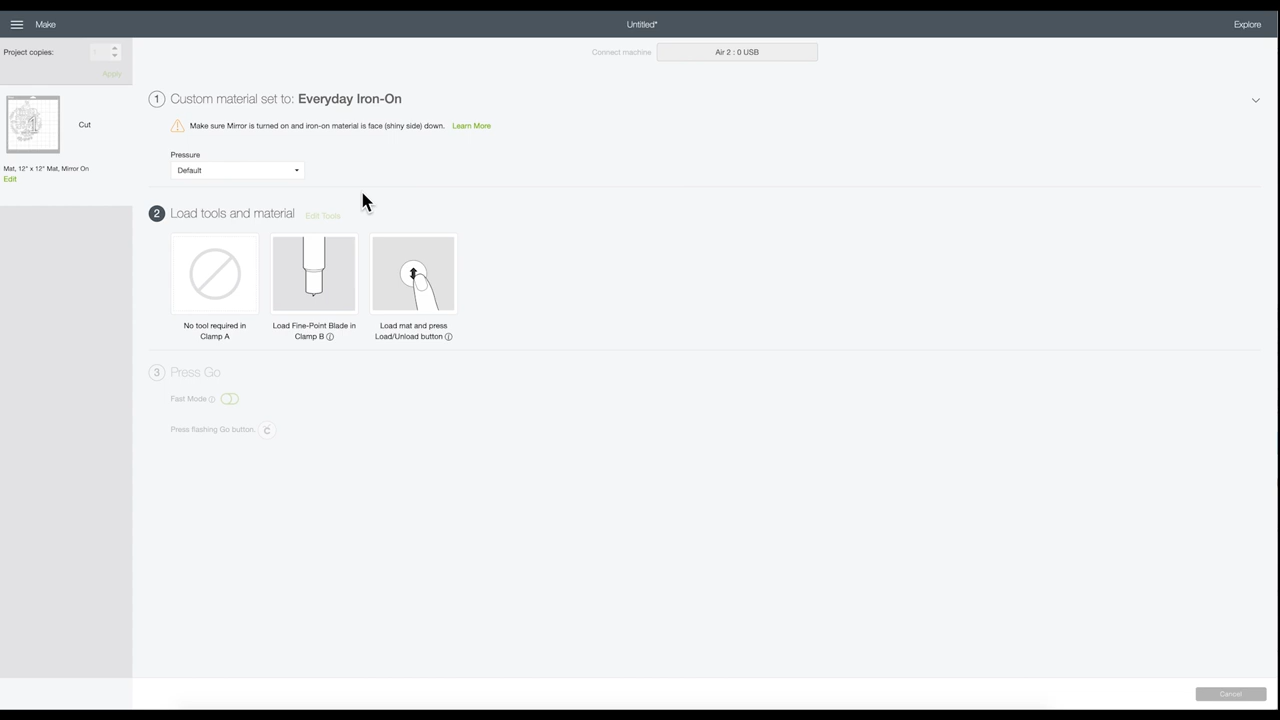 Make
Untitled*
Explore
Project copies:
Apply
Connect machine
Air 2 : 0 USB
1
Cut
Mat, 12" x 12" Mat, Mirror On
Edit
1 Custom material set to: Everyday Iron-On
Make sure Mirror is turned on and iron-on material is face (shiny side) down. Learn More
Pressure
Default
2 Load tools and material Edit Tools
No tool required in
Clamp A
Load Fine-Point Blade in
Clamp B
Load mat and press
Load/Unload button
3 Press Go
Fast Mode
Press flashing Go button.
Cancel